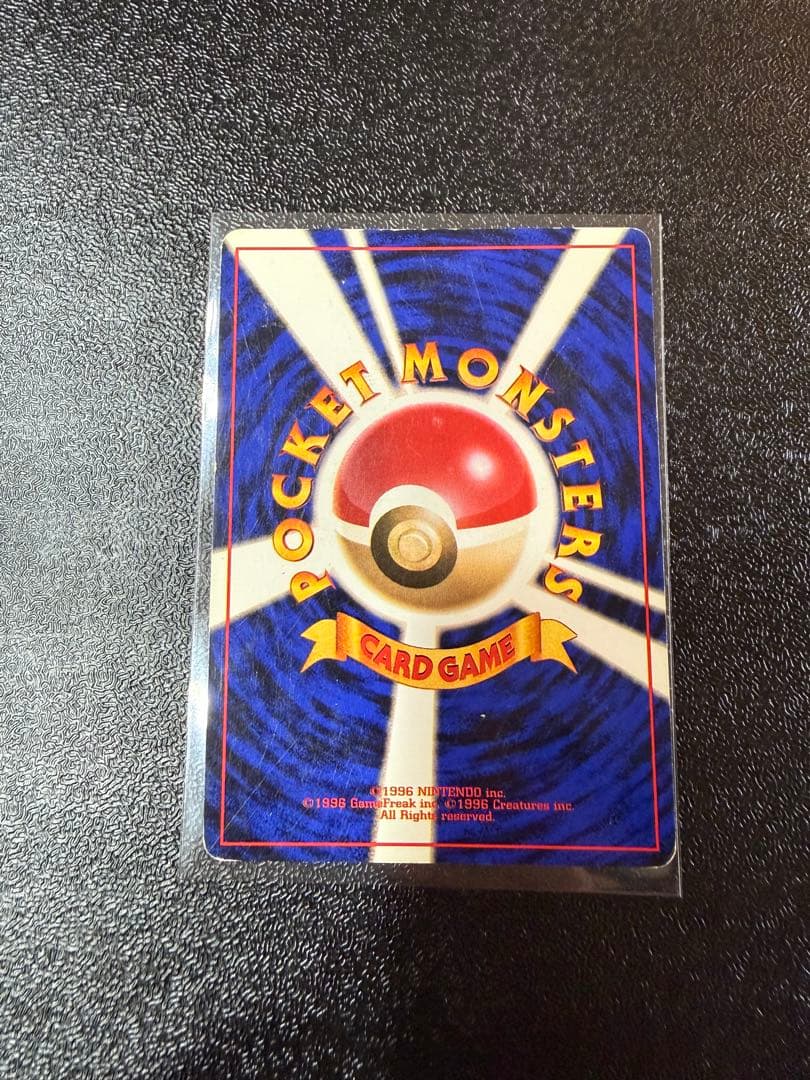 POCKET MONSTERS
CARD GAME
©1996 NINTENDO inc.
©1996 GameFreak inc. ©1996 Creatures inc.
All Rights reserved.